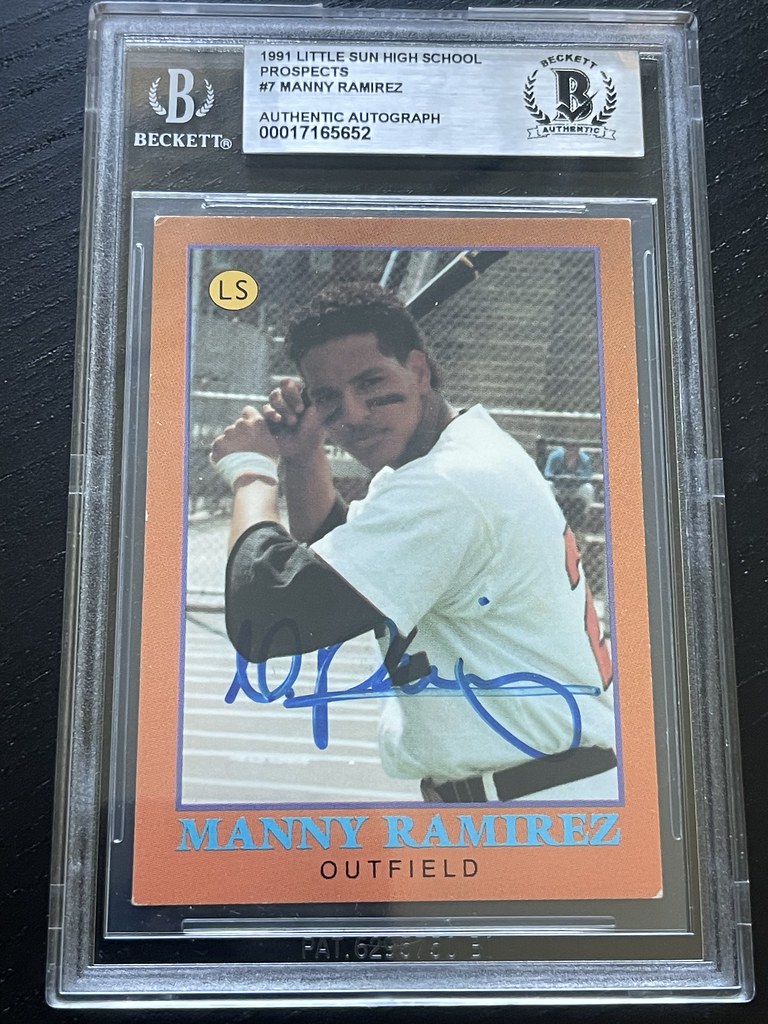 1991 LITTLE SUN HIGH SCHOOL
PROSPECTS
#7 MANNY RAMIREZ
AUTHENTIC AUTOGRAPH
00017165652
B
BECKETT®
BECKETT
B
AUTHENTIC
LS
MANNY RAMIREZ
OUTFIELD